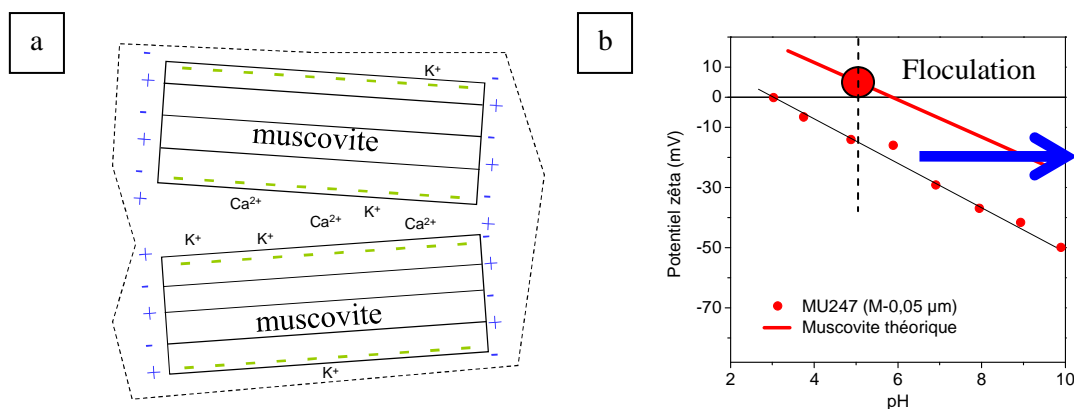 a
K⁺
muscovite
Ca²⁺ Ca²⁺ K⁺ Ca²⁺
K⁺ K⁺
muscovite
K⁺
b
Floculation
Potentiel zêta (mV)
10
0
-10
-30
-50
-70
MU247 (M-0,05 µm)
Muscovite théorique
2 4 6 8 10
pH